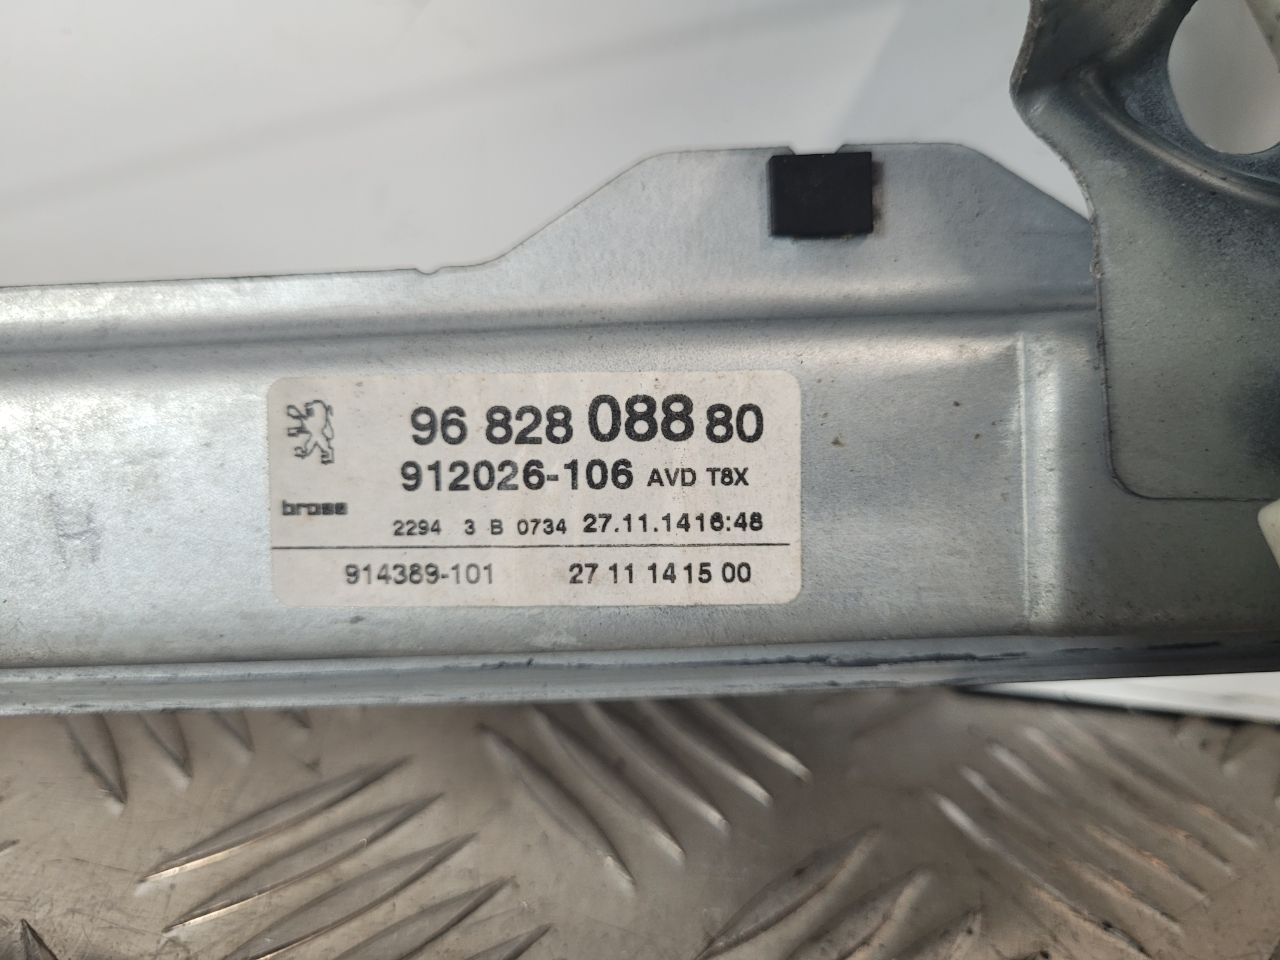 96 828 088 80
912026-106 AVD T8X
brose
2294 3 B 0734 27.11.1416:48
914389-101 27 11 14 15 00